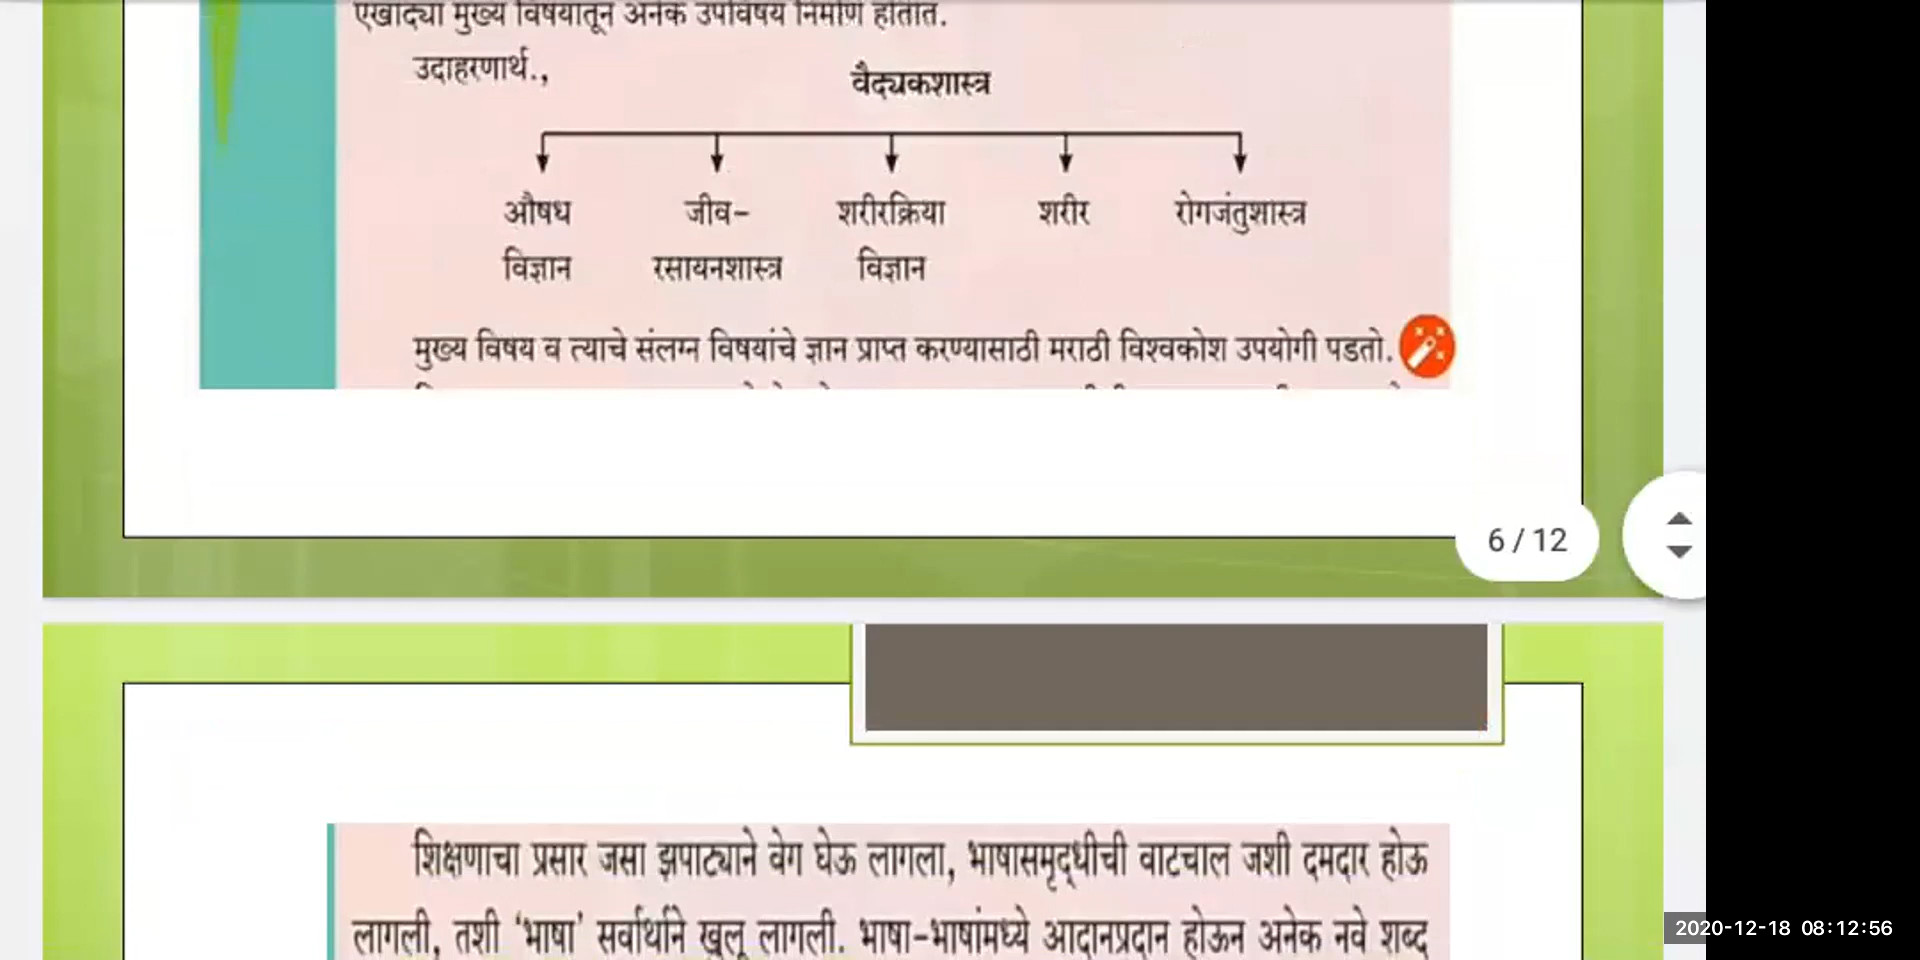 एखाद्या मुख्य विषयातून अनेक उपविषय निर्माण होतात.
उदाहरणार्थ.,
वैद्यकशास्त्र
औषध जीव- शरीरक्रिया शरीर रोगजंतुशास्त्र
विज्ञान रसायनशास्त्र विज्ञान
मुख्य विषय व त्याचे संलग्न विषयांचे ज्ञान प्राप्त करण्यासाठी मराठी विश्वकोश उपयोगी पडतो.
6 / 12
शिक्षणाचा प्रसार जसा झपाट्याने वेग घेऊ लागला, भाषासमृद्धीची वाटचाल जशी दमदार होऊ
लागली, तशी ‘भाषा’ सर्वार्थाने खुलू लागली. भाषा-भाषांमध्ये आदानप्रदान होऊन अनेक नवे शब्द
2020-12-18 08:12:56